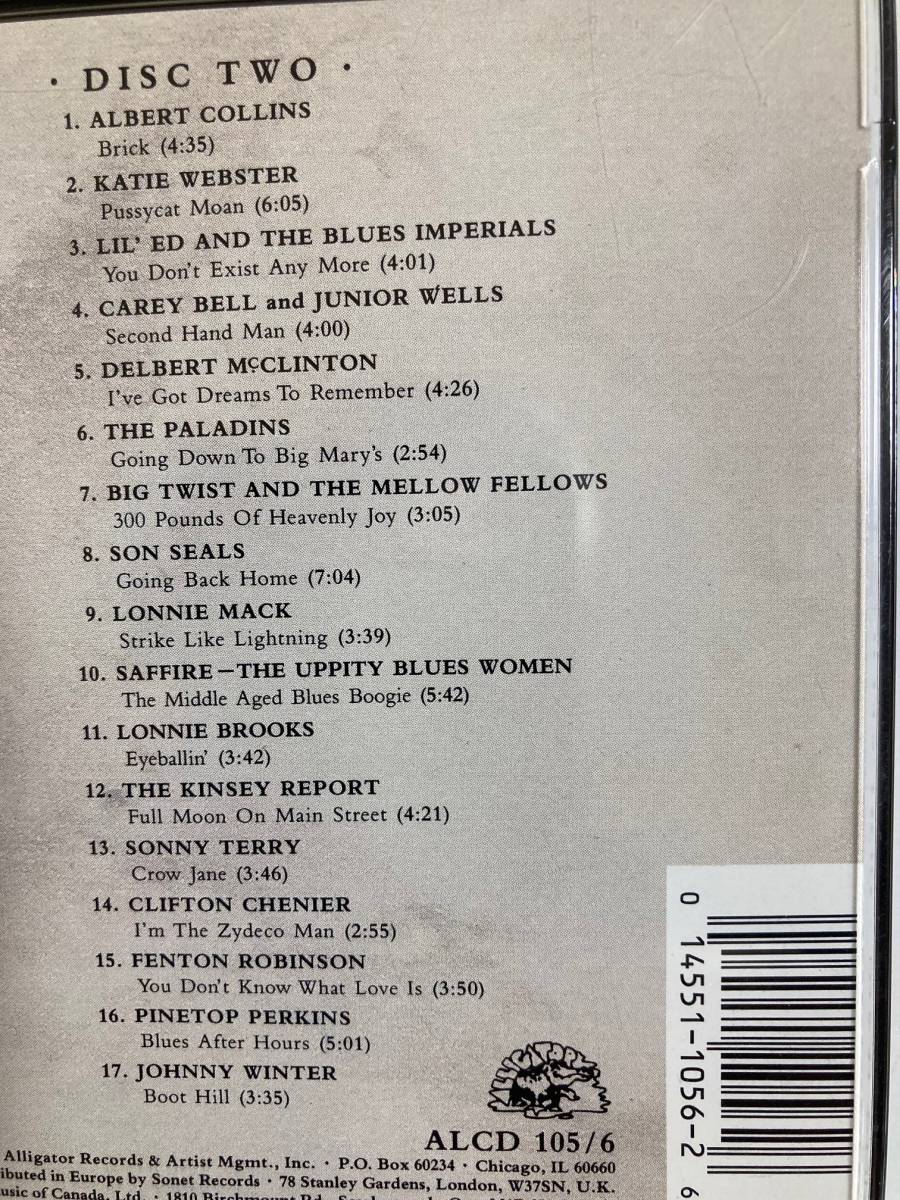 · DISC TWO ·
1. ALBERT COLLINS
Brick (4:35)
2. KATIE WEBSTER
Pussycat Moan (6:05)
3. LIL' ED AND THE BLUES IMPERIALS
You Don't Exist Any More (4:01)
4. CAREY BELL and JUNIOR WELLS
Second Hand Man (4:00)
5. DELBERT McCLINTON
I've Got Dreams To Remember (4:26)
6. THE PALADINS
Going Down To Big Mary's (2:54)
7. BIG TWIST AND THE MELLOW FELLOWS
300 Pounds Of Heavenly Joy (3:05)
8. SON SEALS
Going Back Home (7:04)
9. LONNIE MACK
Strike Like Lightning (3:39)
10. SAFFIRE—THE UPPITY BLUES WOMEN
The Middle Aged Blues Boogie (5:42)
11. LONNIE BROOKS
Eyeballin' (3:42)
12. THE KINSEY REPORT
Full Moon On Main Street (4:21)
13. SONNY TERRY
Crow Jane (3:46)
14. CLIFTON CHENIER
I'm The Zydeco Man (2:55)
15. FENTON ROBINSON
You Don't Know What Love Is (3:50)
16. PINETOP PERKINS
Blues After Hours (5:01)
17. JOHNNY WINTER
Boot Hill (3:35)
ALLIGATOR
ALCD 105/6
Alligator Records & Artist Mgmt., Inc. · P.O. Box 60234 · Chicago, IL 60660
ibuted in Europe by Sonet Records · 78 Stanley Gardens, London, W37SN, U.K.
usic of Canada, Ltd. · 1810 Birchmount Rd.
0 14551-1056-2 6